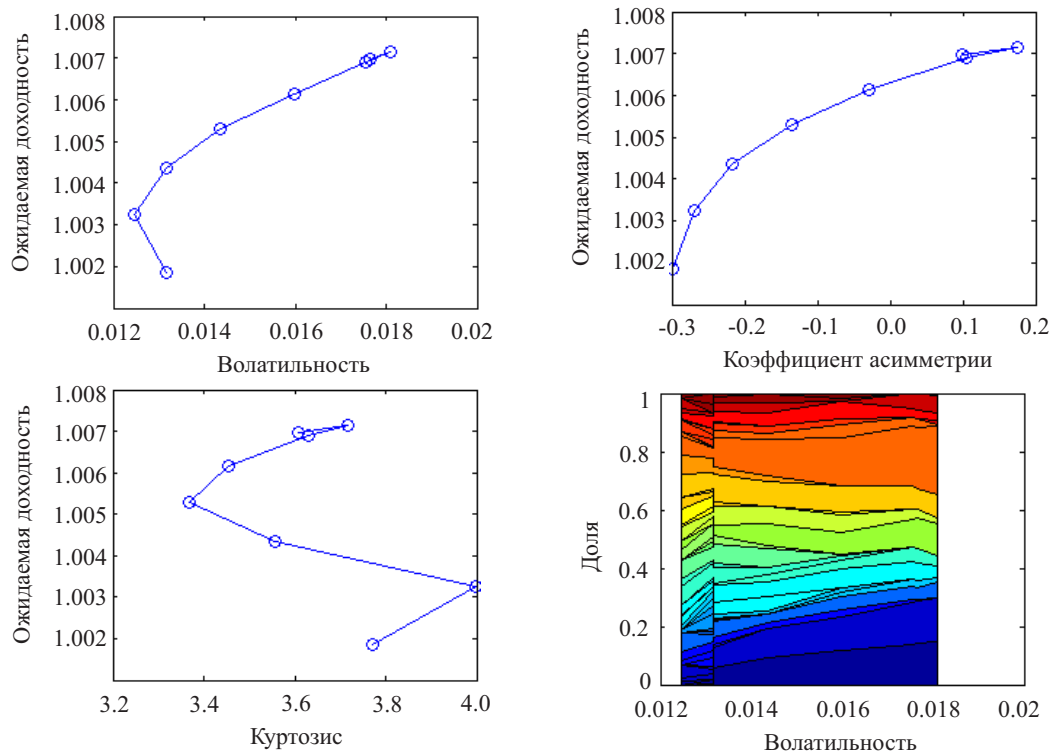 Ожидаемая доходность
1.008
1.007
1.006
1.005
1.004
1.003
1.002
0.012 0.014 0.016 0.018 0.02
Волатильность
Ожидаемая доходность
1.008
1.007
1.006
1.005
1.004
1.003
1.002
-0.3 -0.2 -0.1 0.0 0.1 0.2
Коэффициент асимметрии
Ожидаемая доходность
1.008
1.007
1.006
1.005
1.004
1.003
1.002
3.2 3.4 3.6 3.8 4.0
Куртозис
Доля
1
0.8
0.6
0.4
0.2
0
0.012 0.014 0.016 0.018 0.02
Волатильность